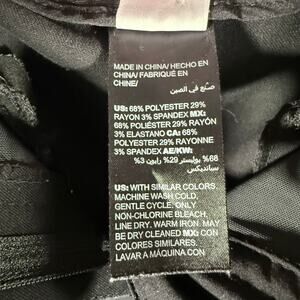 MADE IN CHINA/ HECHO EN
CHINA/ FABRIQUÉ EN
CHINE/
صنع في الصين
US: 68% POLYESTER 29%
RAYON 3% SPANDEX MX:
68% POLIÉSTER 29% RAYÓN
3% ELASTANO CA: 68%
POLYESTER 29% RAYON
3% SPANDEX AE/KW:
68% بوليستر 29% رايون 3%
سباندیکس
US: WITH SIMILAR COLORS.
MACHINE WASH COLD,
GENTLE CYCLE. ONLY
NON-CHLORINE BLEACH.
LINE DRY. WARM IRON. MAY
BE DRY CLEANED MX: CON
COLORES SIMILARES.
LAVAR A MÁQUINA CON